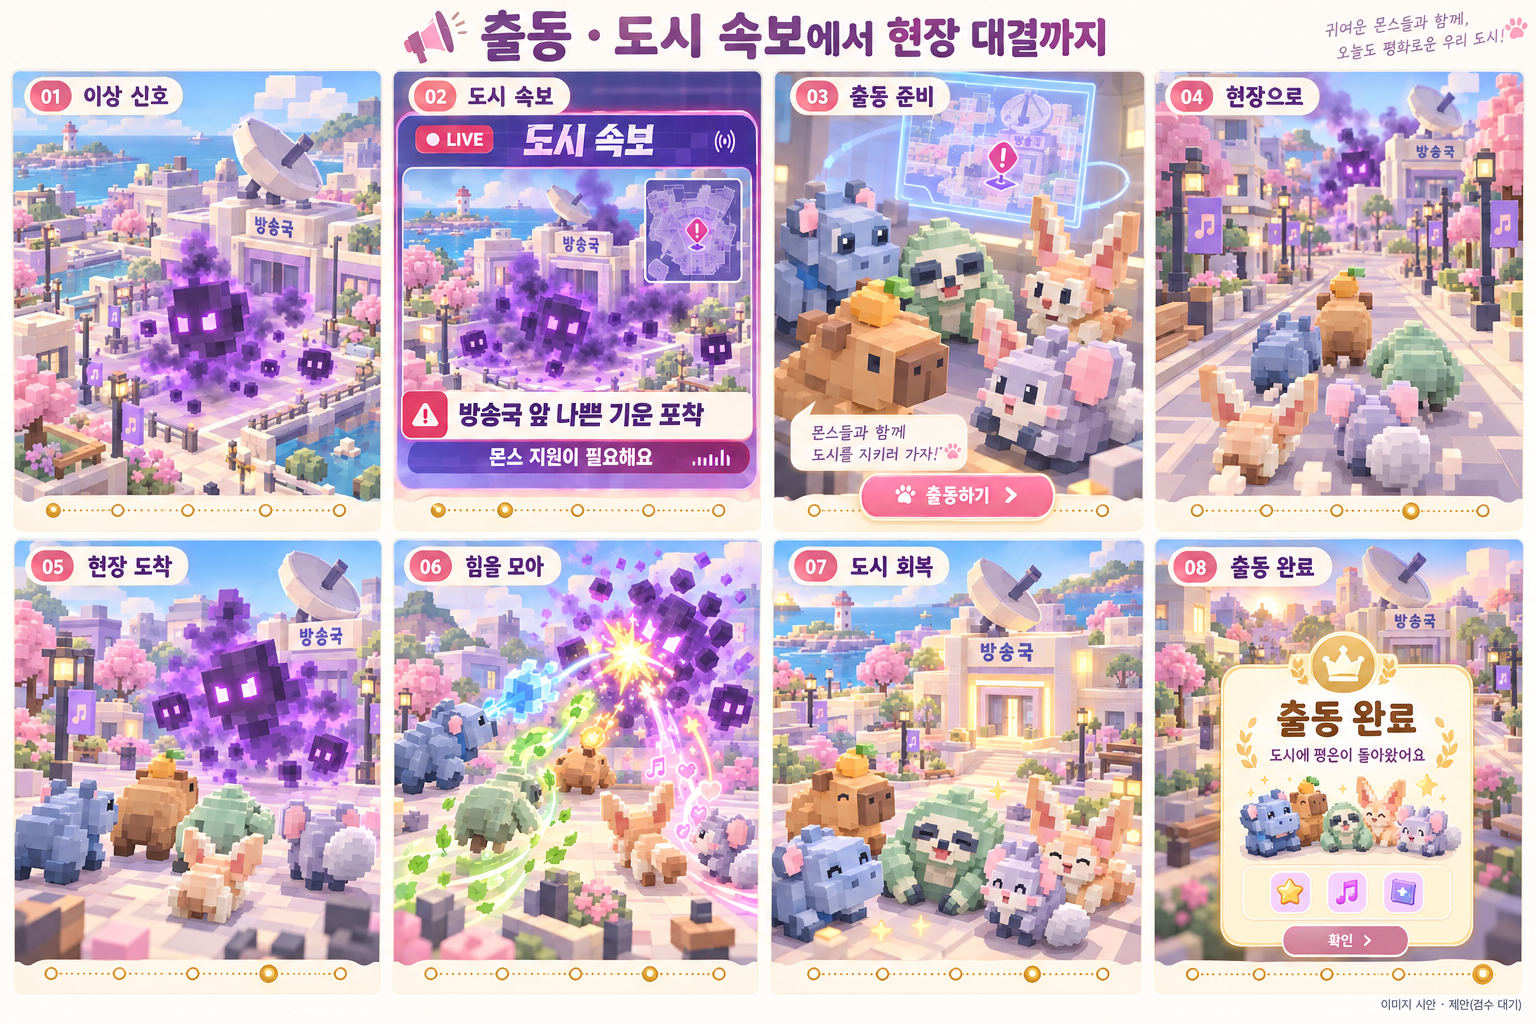 출동 · 도시 속보에서 현장 대결까지
귀여운 몬스들과 함께,
오늘도 평화로운 우리 도시!
01 이상 신호
방송국
02 도시 속보
LIVE
도시 속보
방송국
!
!
방송국 앞 나쁜 기운 포착
몬스 지원이 필요해요
03 출동 준비
방송국
!
몬스들과 함께
도시를 지키러 가자!
출동하기 >
04 현장으로
방송국
05 현장 도착
방송국
06 힘을 모아
07 도시 회복
방송국
08 출동 완료
방송국
출동 완료
도시에 평온이 돌아왔어요
확인 >
이미지 시안 · 제안(검수 대기)